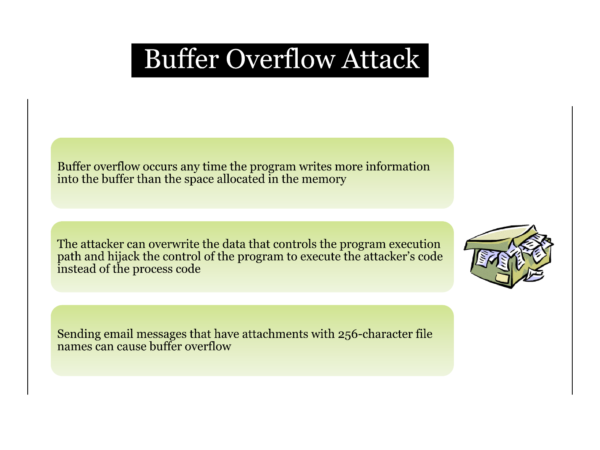 Buffer Overflow Attack
Buffer overflow occurs any time the program writes more information
into the buffer than the space allocated in the memory
The attacker can overwrite the data that controls the program execution
path and hijack the control of the program to execute the attacker's code
instead of the process code
Sending email messages that have attachments with 256-character file
names can cause buffer overflow